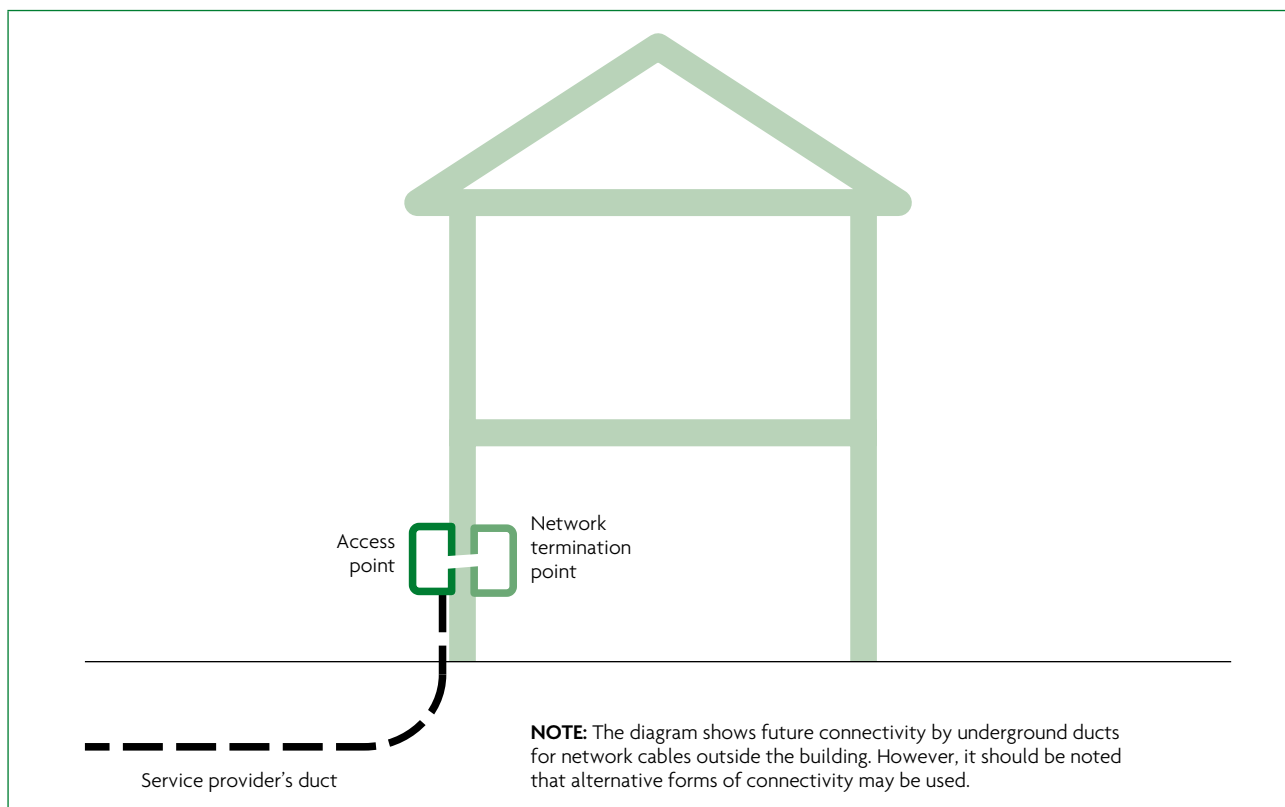 Access
point
Network
termination
point
NOTE: The diagram shows future connectivity by underground ducts
for network cables outside the building. However, it should be noted
that alternative forms of connectivity may be used.
Service provider’s duct